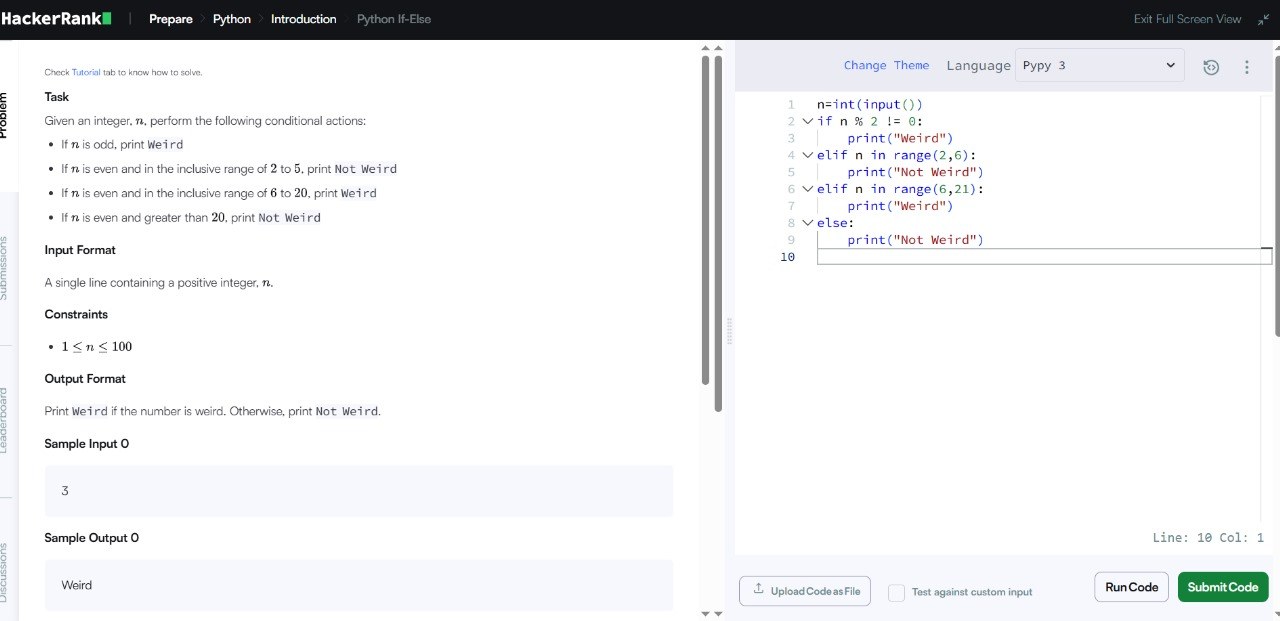 HackerRank | Prepare > Python > Introduction > Python If-Else Exit Full Screen View
Problem
Submissions
Leaderboard
Discussions
Check Tutorial tab to know how to solve.
Task
Given an integer, n, perform the following conditional actions:
• If n is odd, print Weird
• If n is even and in the inclusive range of 2 to 5, print Not Weird
• If n is even and in the inclusive range of 6 to 20, print Weird
• If n is even and greater than 20, print Not Weird
Input Format
A single line containing a positive integer, n.
Constraints
• 1 ≤ n ≤ 100
Output Format
Print Weird if the number is weird. Otherwise, print Not Weird.
Sample Input 0
3
Sample Output 0
Weird
Change Theme Language Pypy 3
1 n=int(input())
2 if n % 2 != 0:
3     print("Weird")
4 elif n in range(2,6):
5     print("Not Weird")
6 elif n in range(6,21):
7     print("Weird")
8 else:
9     print("Not Weird")
10
Line: 10 Col: 1
Upload Code as File Test against custom input Run Code Submit Code